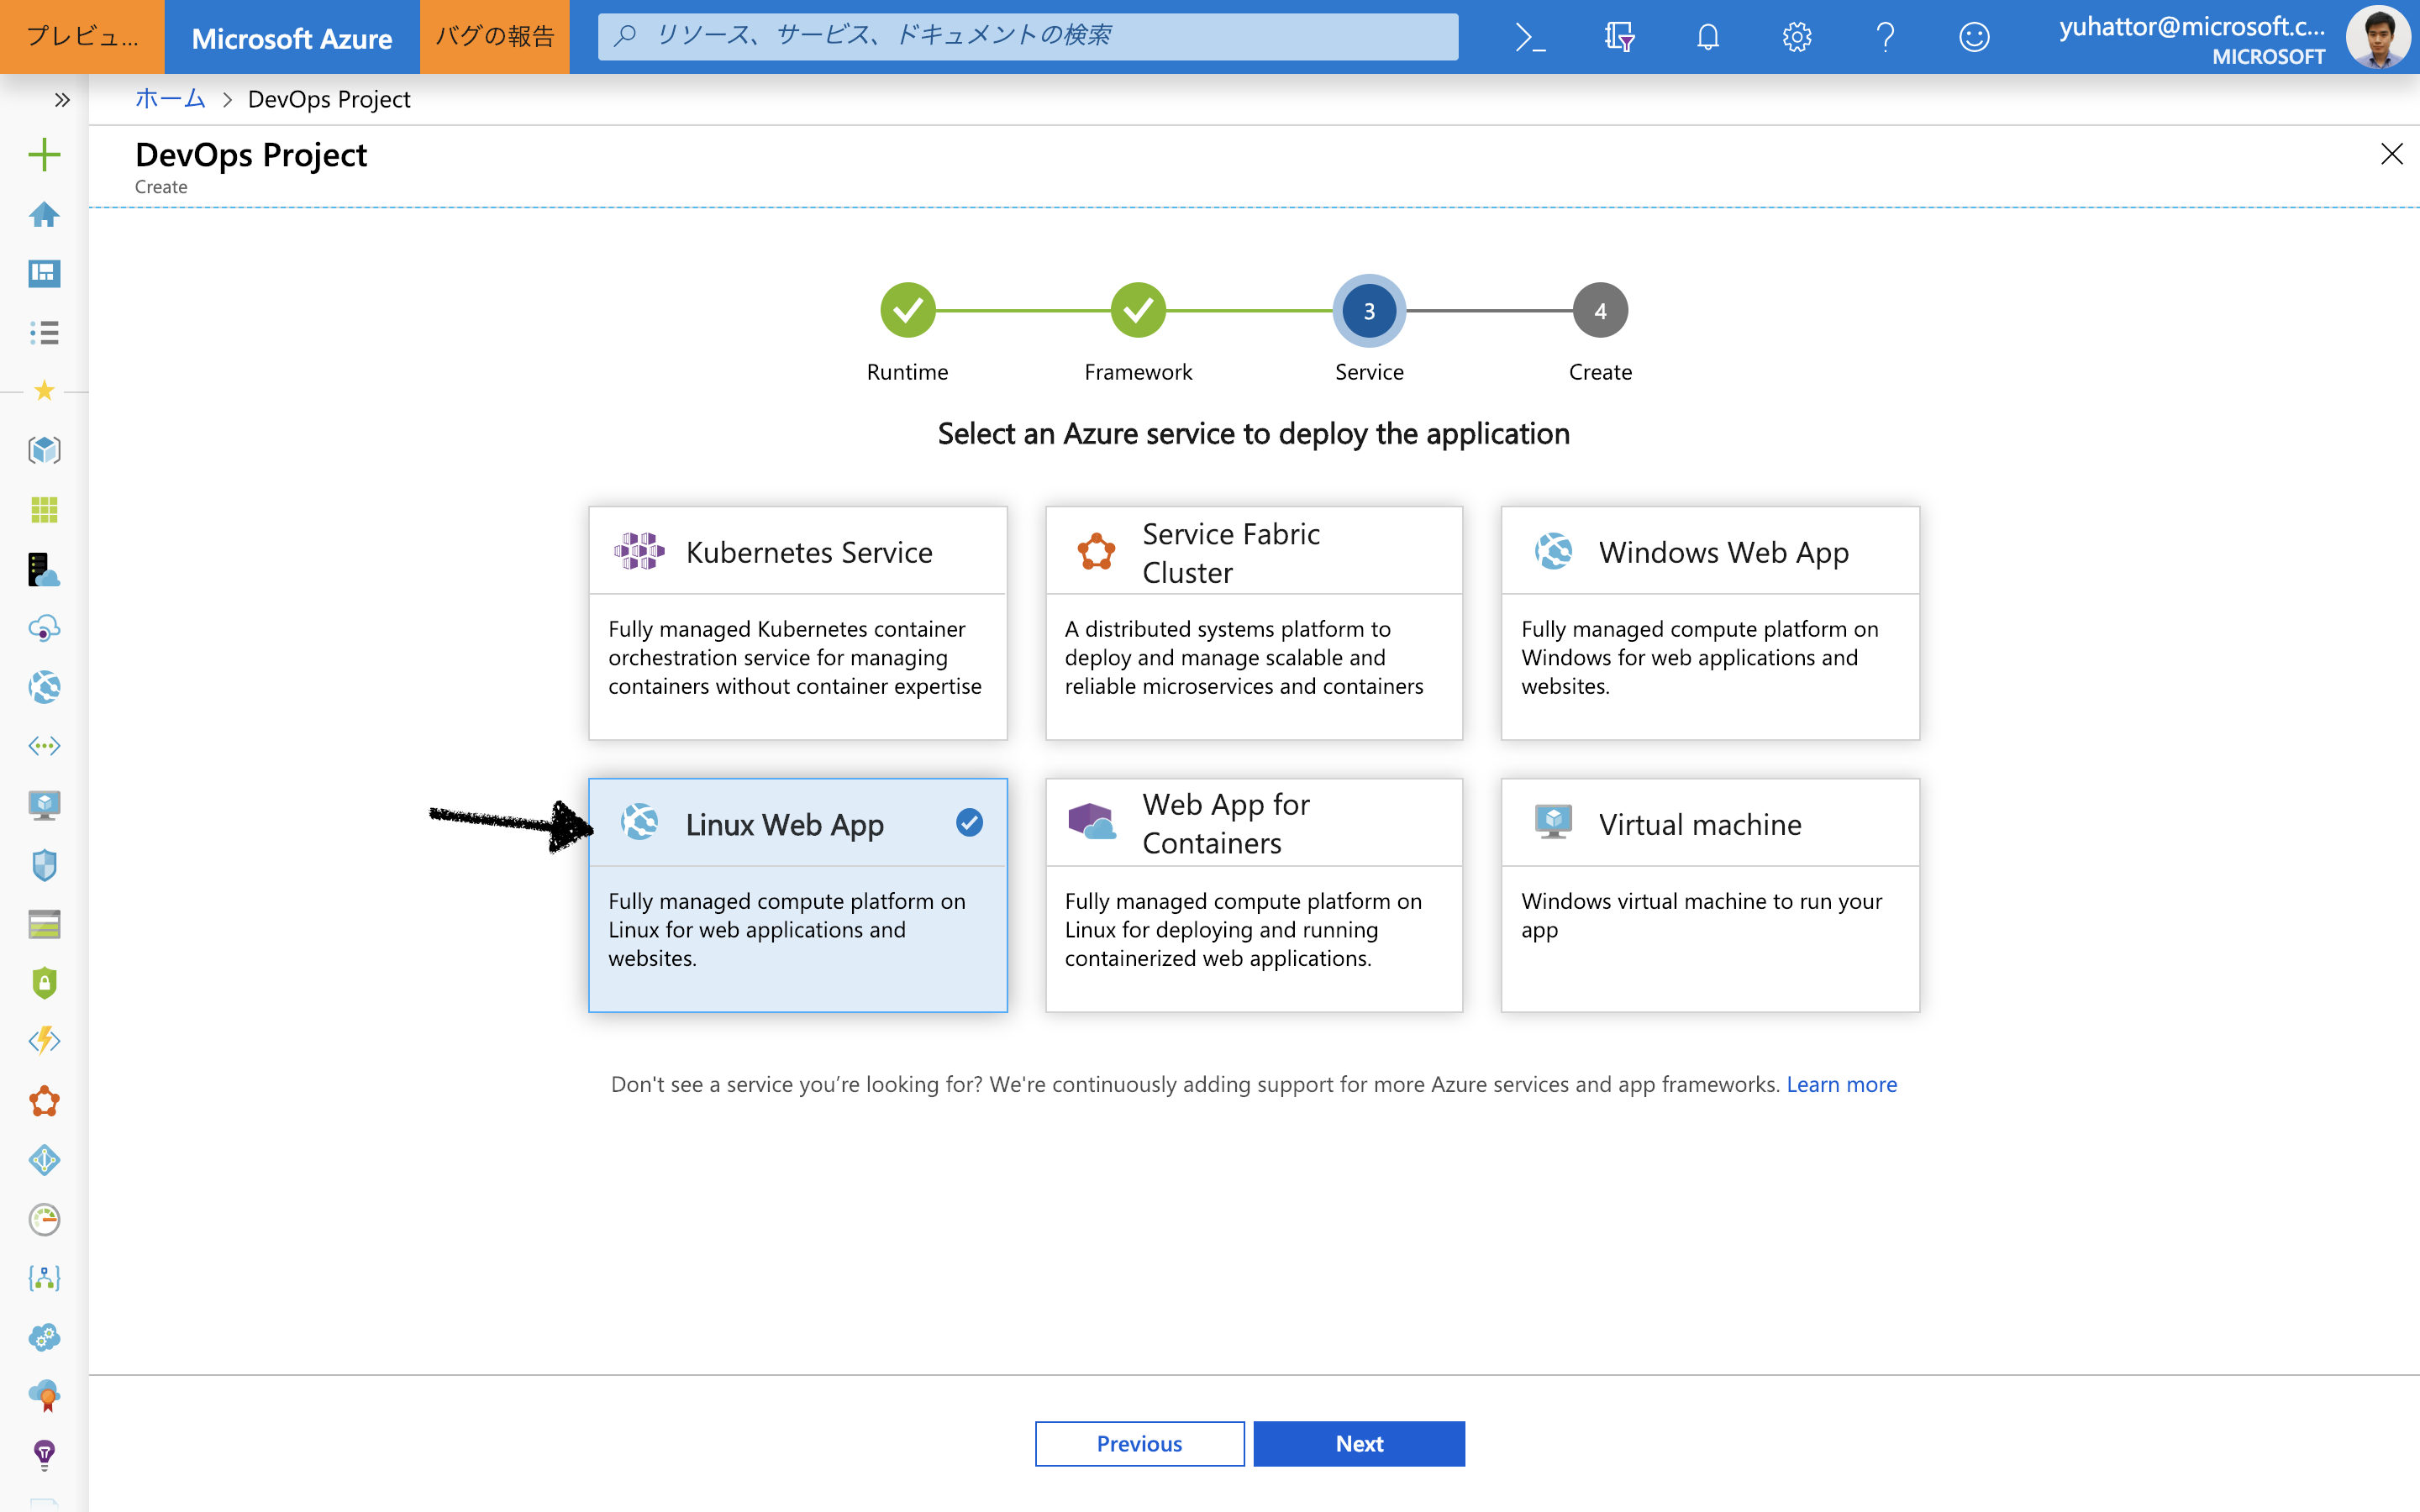 プレビュ...
Microsoft Azure
バグの報告
リソース、サービス、ドキュメントの検索
yuhattor@microsoft.c...
MICROSOFT
ホーム > DevOps Project
DevOps Project
Create
3
4
Runtime
Framework
Service
Create
Select an Azure service to deploy the application
Kubernetes Service
Fully managed Kubernetes container
orchestration service for managing
containers without container expertise
Service Fabric
Cluster
A distributed systems platform to
deploy and manage scalable and
reliable microservices and containers
Windows Web App
Fully managed compute platform on
Windows for web applications and
websites.
Linux Web App
Fully managed compute platform on
Linux for web applications and
websites.
Web App for
Containers
Fully managed compute platform on
Linux for deploying and running
containerized web applications.
Virtual machine
Windows virtual machine to run your
app
Don't see a service you’re looking for? We're continuously adding support for more Azure services and app frameworks. Learn more
Previous
Next